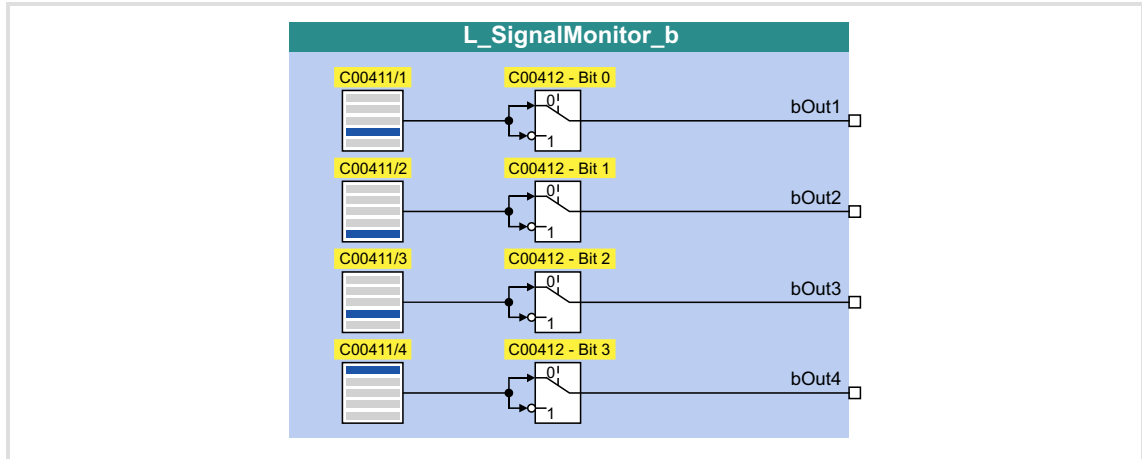 L_SignalMonitor_b
C00411/1 C00412 - Bit 0
0
1
bOut1
C00411/2 C00412 - Bit 1
0
1
bOut2
C00411/3 C00412 - Bit 2
0
1
bOut3
C00411/4 C00412 - Bit 3
0
1
bOut4